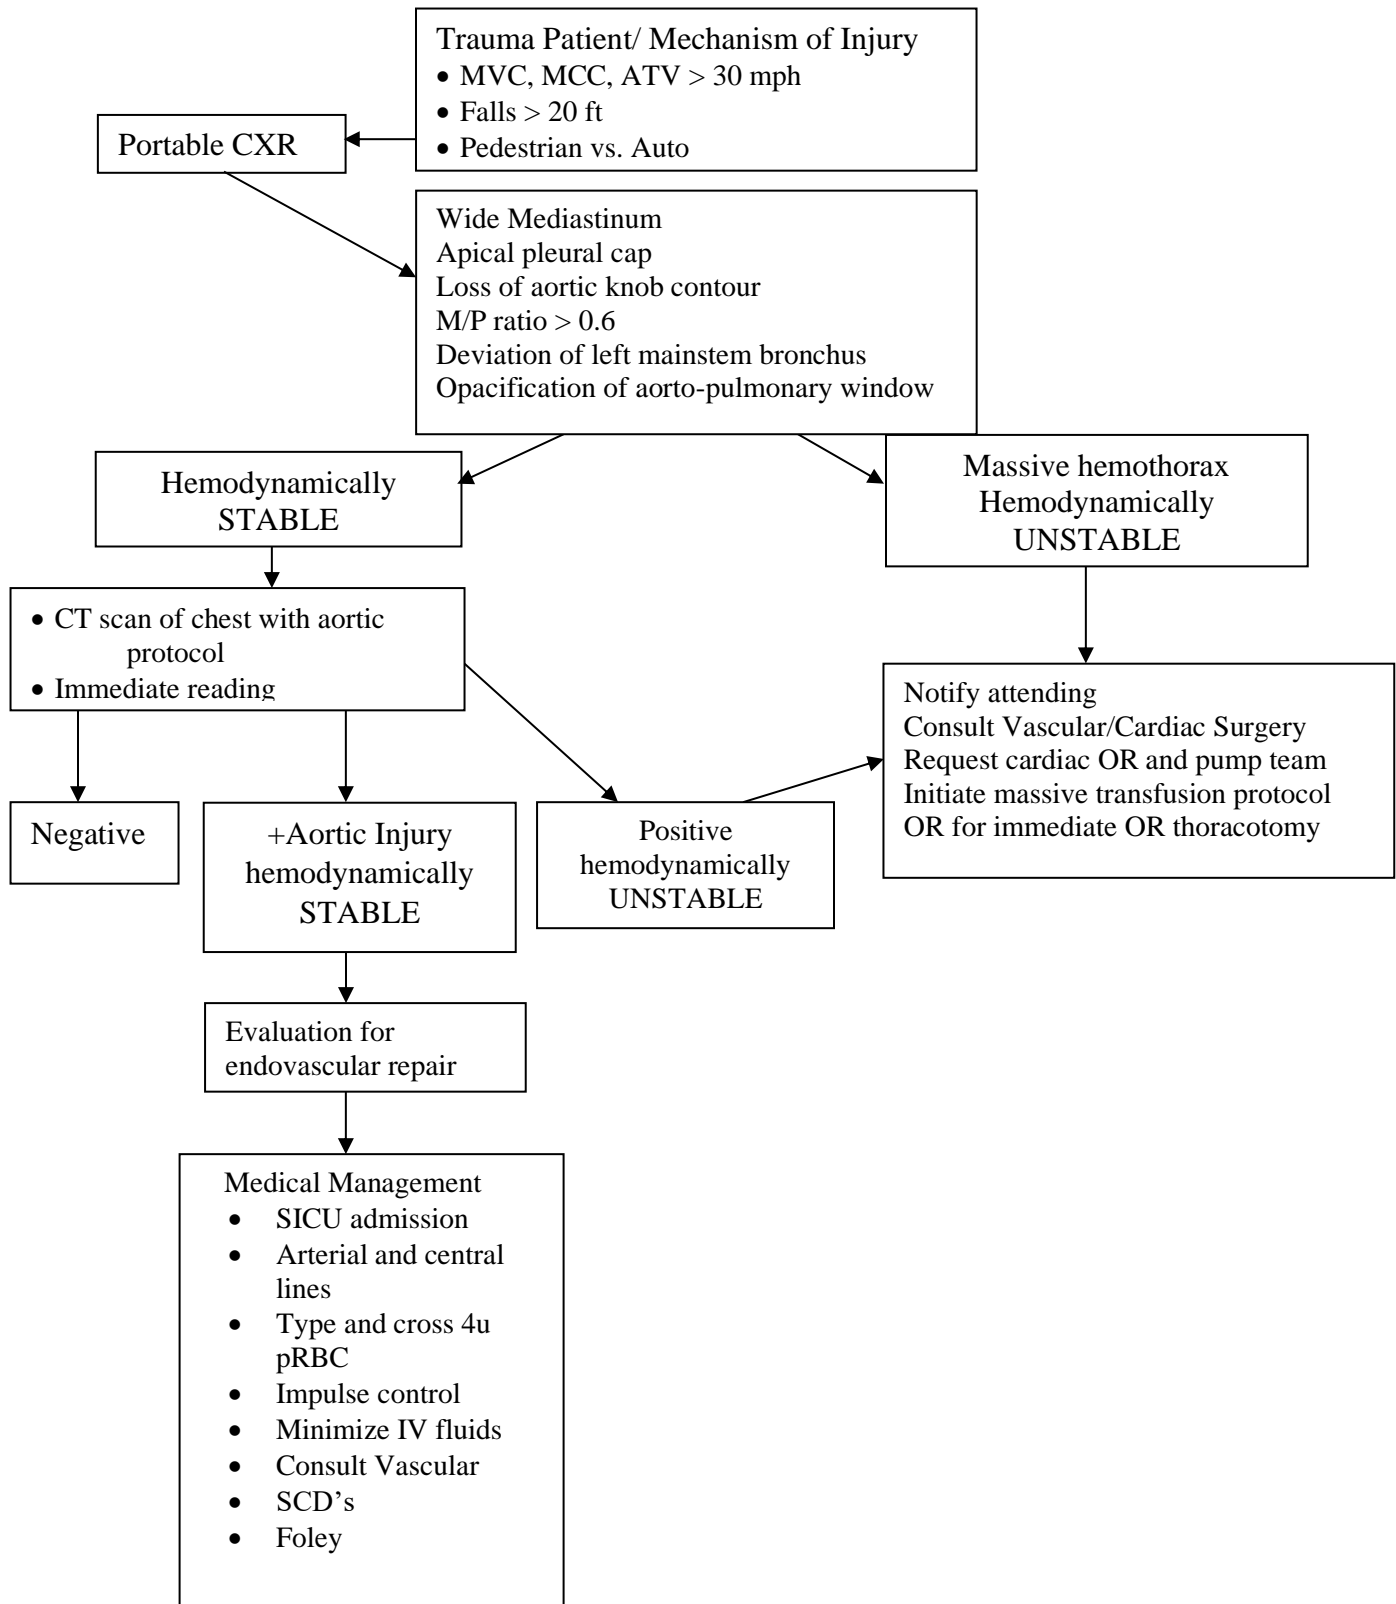 Trauma Patient/ Mechanism of Injury
• MVC, MCC, ATV > 30 mph
• Falls > 20 ft
• Pedestrian vs. Auto
Portable CXR
Wide Mediastinum
Apical pleural cap
Loss of aortic knob contour
M/P ratio > 0.6
Deviation of left mainstem bronchus
Opacification of aorto-pulmonary window
Hemodynamically
STABLE
Massive hemothorax
Hemodynamically
UNSTABLE
• CT scan of chest with aortic
protocol
• Immediate reading
Notify attending
Consult Vascular/Cardiac Surgery
Request cardiac OR and pump team
Initiate massive transfusion protocol
OR for immediate OR thoracotomy
Negative
+Aortic Injury
hemodynamically
STABLE
Positive
hemodynamically
UNSTABLE
Evaluation for
endovascular repair
Medical Management
• SICU admission
• Arterial and central
lines
• Type and cross 4u
pRBC
• Impulse control
• Minimize IV fluids
• Consult Vascular
• SCD’s
• Foley